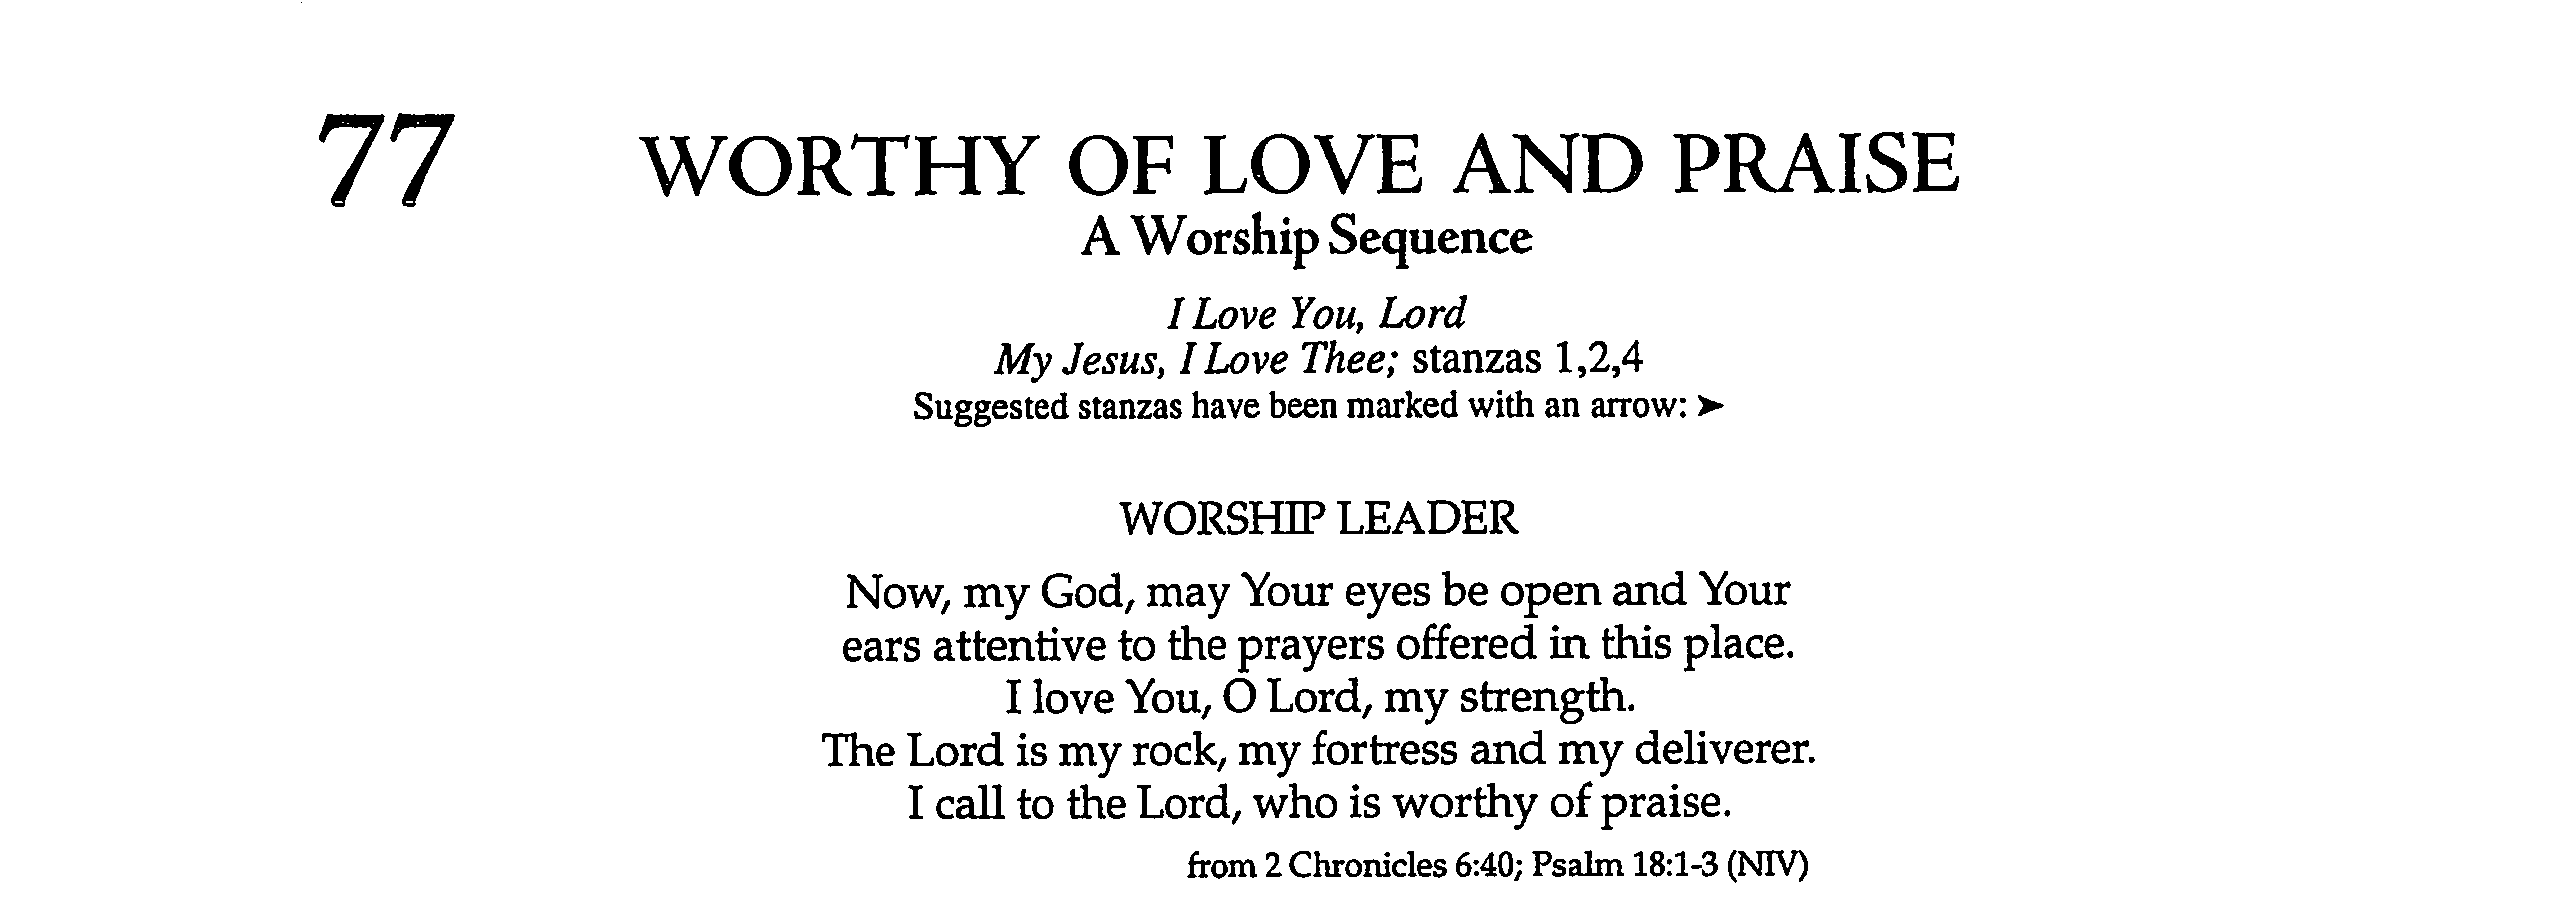 77 WORTHY OF LOVE AND PRAISE
A Worship Sequence
I Love You, Lord
My Jesus, I Love Thee; stanzas 1,2,4
Suggested stanzas have been marked with an arrow: ➤
WORSHIP LEADER
Now, my God, may Your eyes be open and Your
ears attentive to the prayers offered in this place.
I love You, O Lord, my strength.
The Lord is my rock, my fortress and my deliverer.
I call to the Lord, who is worthy of praise.
from 2 Chronicles 6:40; Psalm 18:1-3 (NIV)